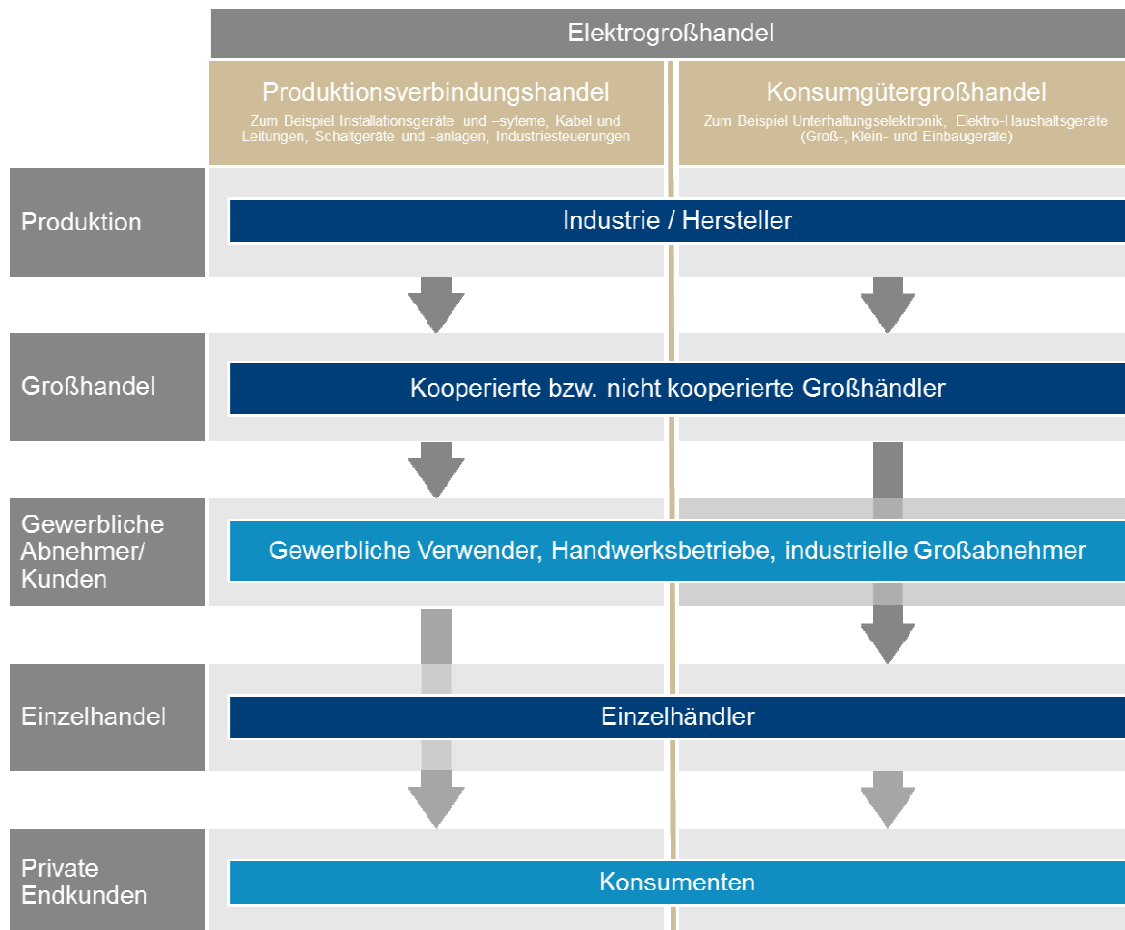 Elektrogroßhandel
Produktionsverbindungshandel
Zum Beispiel Installationsgeräte und –syteme, Kabel und
Leitungen, Schaltgeräte und -anlagen, Industriesteuerungen
Konsumgütergroßhandel
Zum Beispiel Unterhaltungselektronik, Elektro-Haushaltsgeräte
(Groß-, Klein- und Einbaugeräte)
Produktion
Industrie / Hersteller
Großhandel
Kooperierte bzw. nicht kooperierte Großhändler
Gewerbliche
Abnehmer/
Kunden
Gewerbliche Verwender, Handwerksbetriebe, industrielle Großabnehmer
Einzelhandel
Einzelhändler
Private
Endkunden
Konsumenten